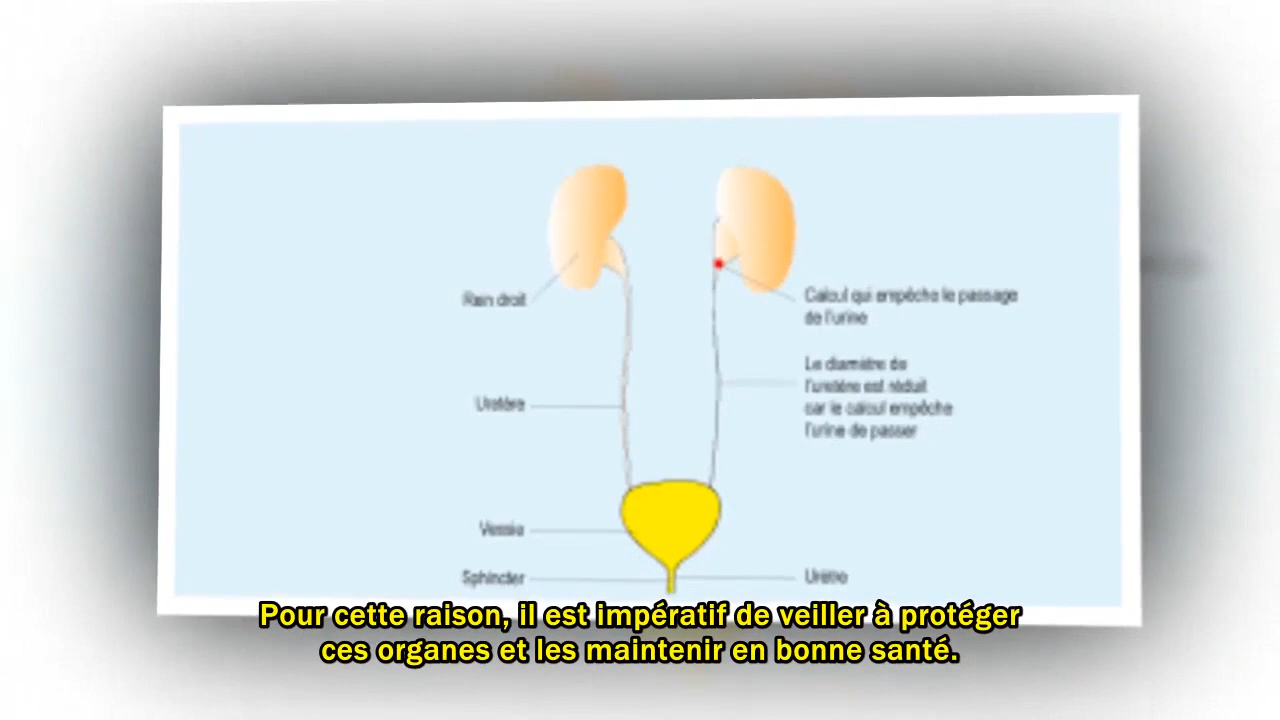 Rein droit
Calcul qui empêche le passage
de l'urine
Le diamètre de
l'uretère est réduit
car le calcul empêche
l'urine de passer
Uretère
Vessie
Sphincter
Urètre
Pour cette raison, il est impératif de veiller à protéger
ces organes et les maintenir en bonne santé.